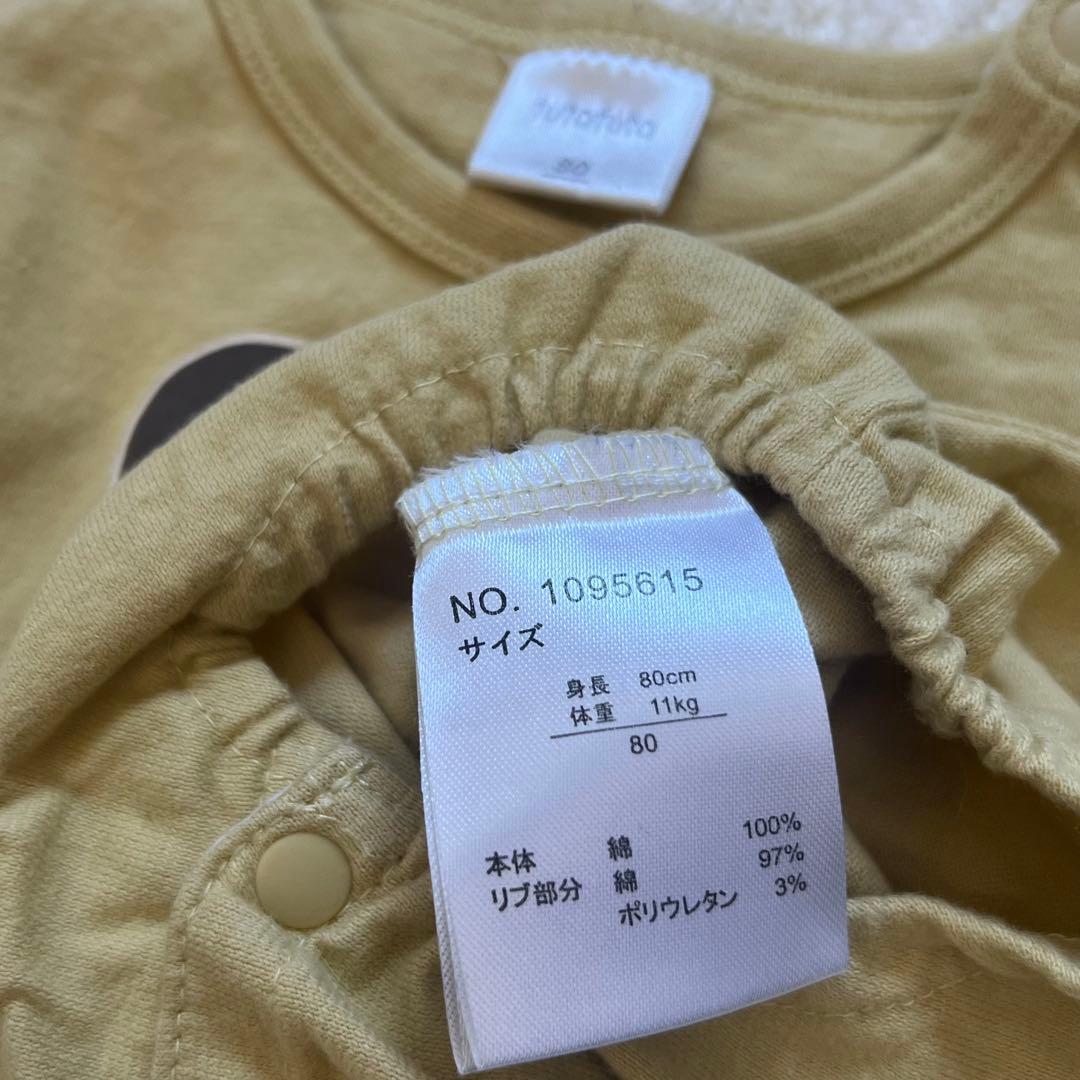 futafuta
80
NO. 1095615
サイズ
身長 80cm
体重 11kg
80
本体 綿 100%
リブ部分 綿 97%
ポリウレタン 3%